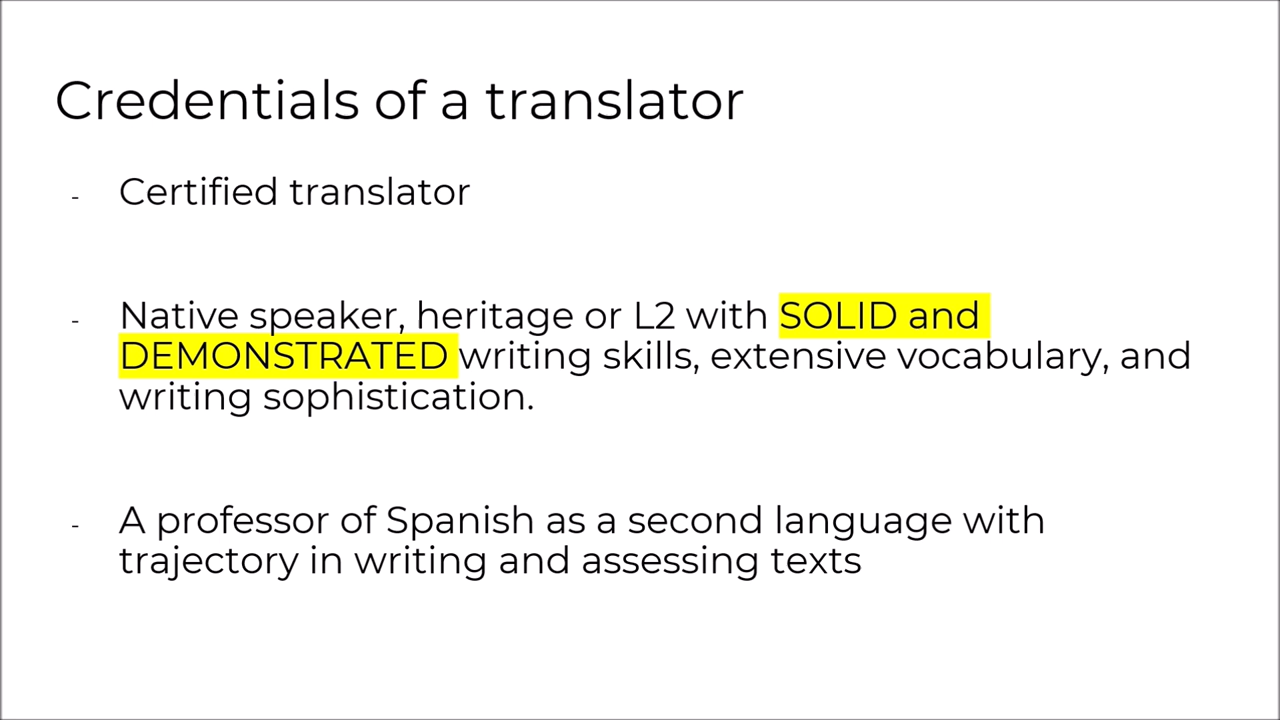 Credentials of a translator
- Certified translator
- Native speaker, heritage or L2 with SOLID and
DEMONSTRATED writing skills, extensive vocabulary, and
writing sophistication.
- A professor of Spanish as a second language with
trajectory in writing and assessing texts